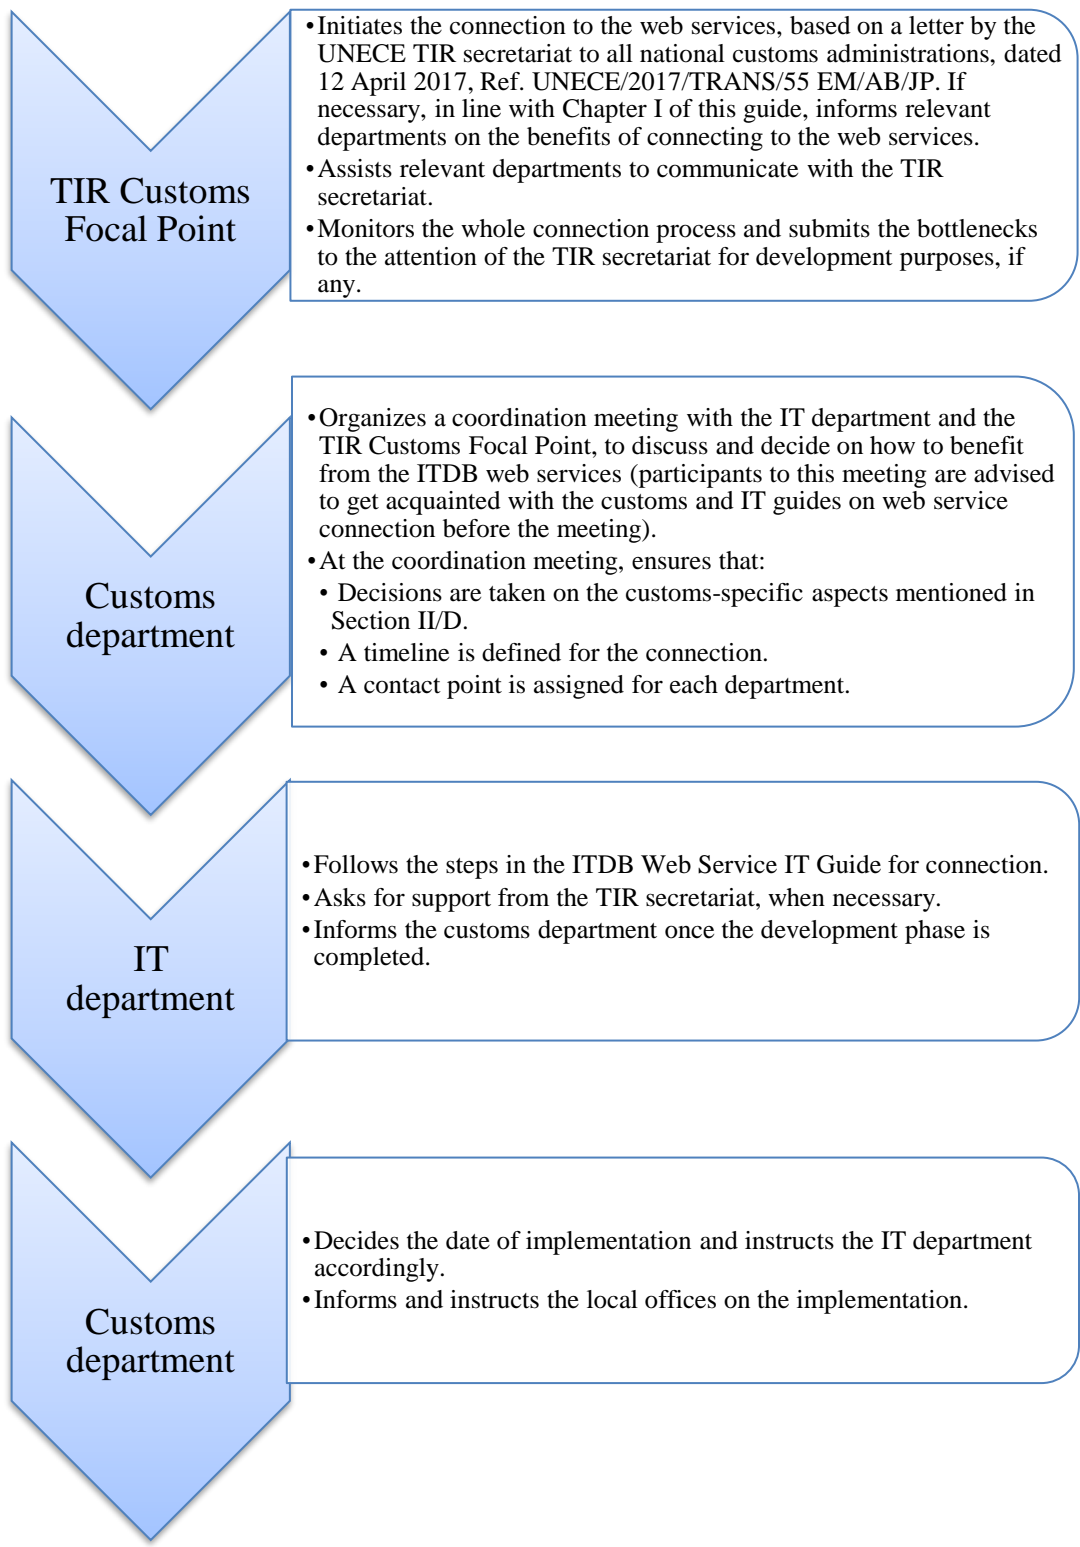 TIR Customs
Focal Point
•Initiates the connection to the web services, based on a letter by the
UNECE TIR secretariat to all national customs administrations, dated
12 April 2017, Ref. UNECE/2017/TRANS/55 EM/AB/JP. If
necessary, in line with Chapter I of this guide, informs relevant
departments on the benefits of connecting to the web services.
•Assists relevant departments to communicate with the TIR
secretariat.
•Monitors the whole connection process and submits the bottlenecks
to the attention of the TIR secretariat for development purposes, if
any.
Customs
department
•Organizes a coordination meeting with the IT department and the
TIR Customs Focal Point, to discuss and decide on how to benefit
from the ITDB web services (participants to this meeting are advised
to get acquainted with the customs and IT guides on web service
connection before the meeting).
•At the coordination meeting, ensures that:
• Decisions are taken on the customs-specific aspects mentioned in
Section II/D.
• A timeline is defined for the connection.
• A contact point is assigned for each department.
IT
department
•Follows the steps in the ITDB Web Service IT Guide for connection.
•Asks for support from the TIR secretariat, when necessary.
•Informs the customs department once the development phase is
completed.
Customs
department
•Decides the date of implementation and instructs the IT department
accordingly.
•Informs and instructs the local offices on the implementation.